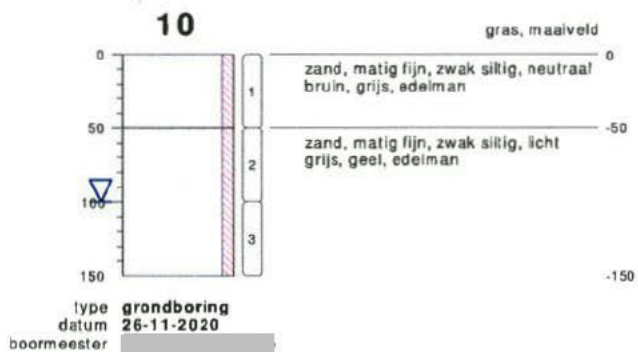 10
gras, maaiveld
0
0
zand, matig fijn, zwak siltig, neutraal
bruin, grijs, edelman
1
50
-50
zand, matig fijn, zwak siltig, licht
grijs, geel, edelman
2
100
3
150
-150
type grondboring
datum 26-11-2020
boormeester